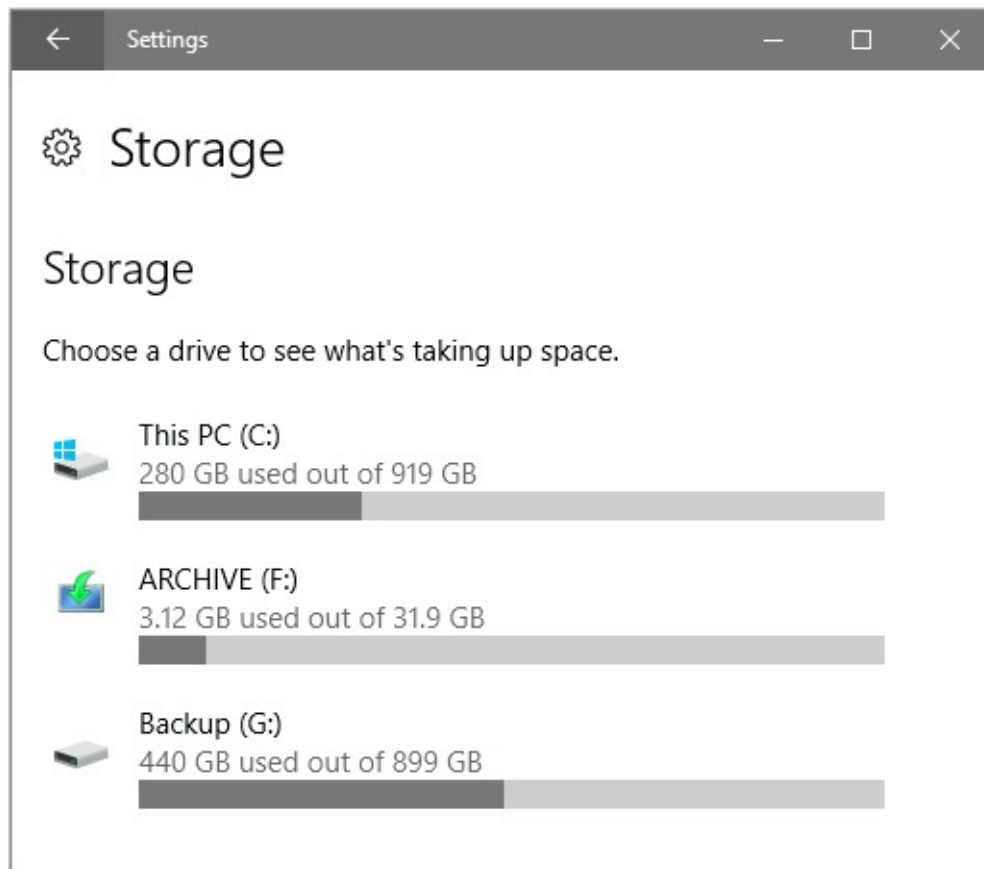 Settings
Storage
Storage
Choose a drive to see what's taking up space.
This PC (C:)
280 GB used out of 919 GB
ARCHIVE (F:)
3.12 GB used out of 31.9 GB
Backup (G:)
440 GB used out of 899 GB